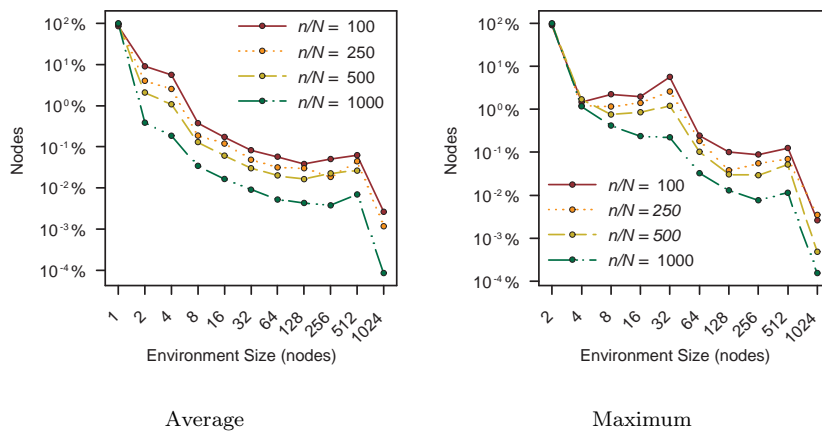 10²%
10¹%
10⁰%
10⁻¹%
10⁻²%
10⁻³%
10⁻⁴%
Nodes
n/N = 100
n/N = 250
n/N = 500
n/N = 1000
1 2 4 8 16 32 64 128 256 512 1024
Environment Size (nodes)
Average
10²%
10¹%
10⁰%
10⁻¹%
10⁻²%
10⁻³%
10⁻⁴%
Nodes
n/N = 100
n/N = 250
n/N = 500
n/N = 1000
2 4 8 16 32 64 128 256 512 1024
Environment Size (nodes)
Maximum